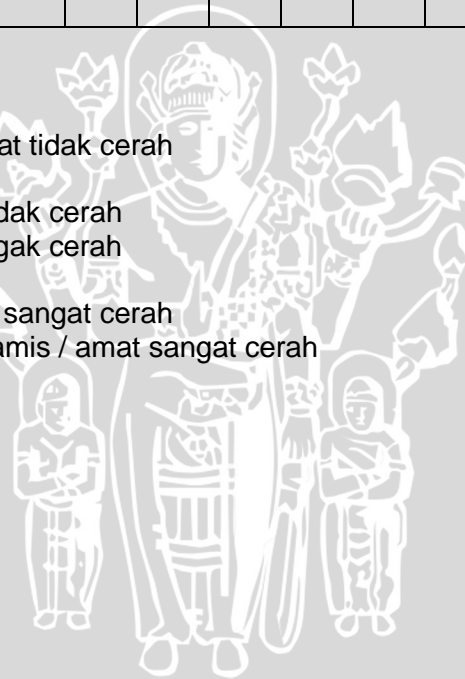 at tidak cerah
dak cerah
gak cerah
sangat cerah
amis / amat sangat cerah